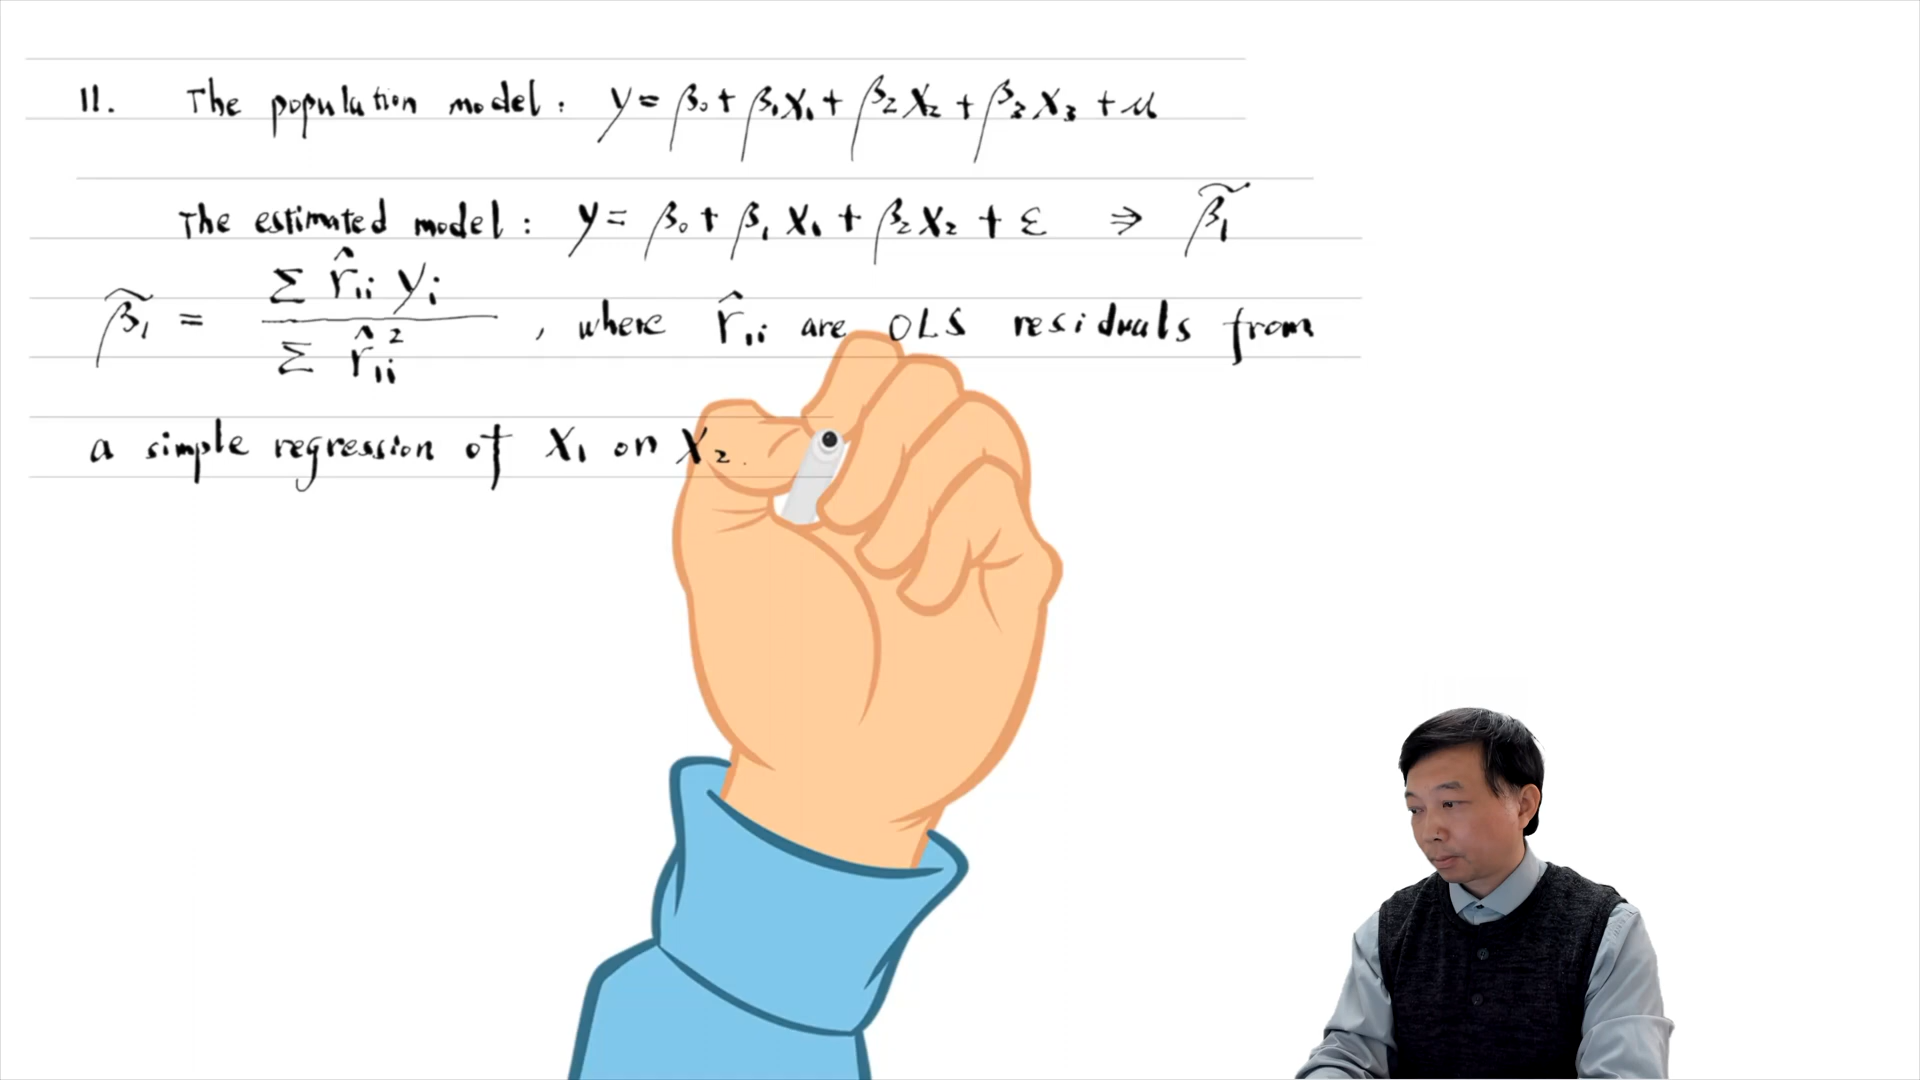 11. The population model: y = β₀ + β₁X₁ + β₂X₂ + β₃X₃ + u
The estimated model: y = β₀ + β₁X₁ + β₂X₂ + ε ⇒ β̃₁
β̃₁ = Σ r̂₁ᵢ yᵢ / Σ r̂₁ᵢ², where r̂₁ᵢ are OLS residuals from
a simple regression of X₁ on X₂.